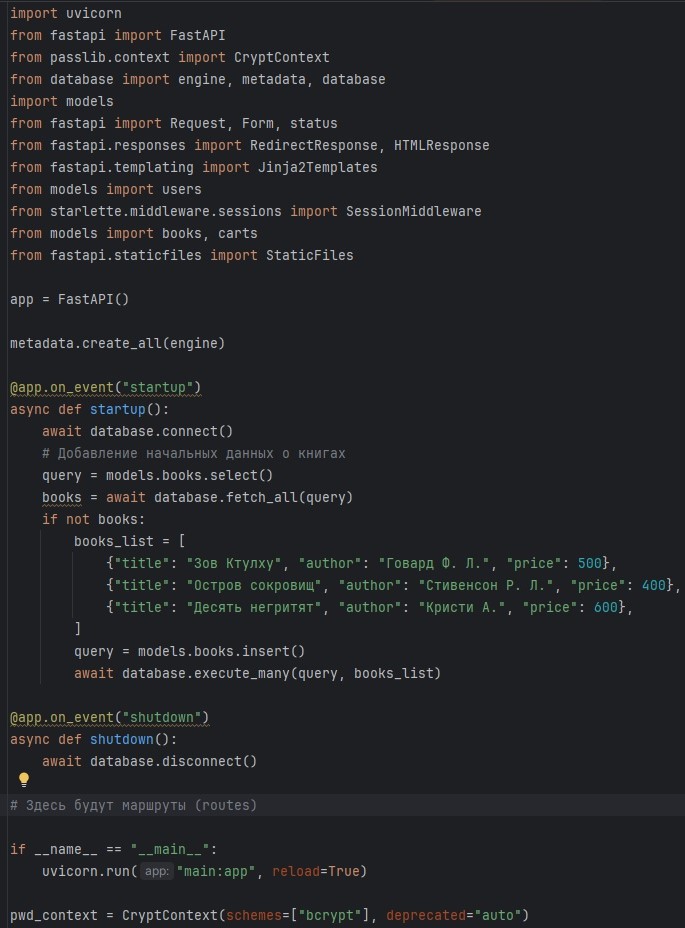 import uvicorn
from fastapi import FastAPI
from passlib.context import CryptContext
from database import engine, metadata, database
import models
from fastapi import Request, Form, status
from fastapi.responses import RedirectResponse, HTMLResponse
from fastapi.templating import Jinja2Templates
from models import users
from starlette.middleware.sessions import SessionMiddleware
from models import books, carts
from fastapi.staticfiles import StaticFiles

app = FastAPI()

metadata.create_all(engine)

@app.on_event("startup")
async def startup():
    await database.connect()
    # Добавление начальных данных о книгах
    query = models.books.select()
    books = await database.fetch_all(query)
    if not books:
        books_list = [
            {"title": "Зов Ктулху", "author": "Говард Ф. Л.", "price": 500},
            {"title": "Остров сокровищ", "author": "Стивенсон Р. Л.", "price": 400},
            {"title": "Десять негритят", "author": "Кристи А.", "price": 600},
        ]
        query = models.books.insert()
        await database.execute_many(query, books_list)

@app.on_event("shutdown")
async def shutdown():
    await database.disconnect()

# Здесь будут маршруты (routes)

if __name__ == "__main__":
    uvicorn.run( app: "main:app", reload=True)

pwd_context = CryptContext(schemes=["bcrypt"], deprecated="auto")